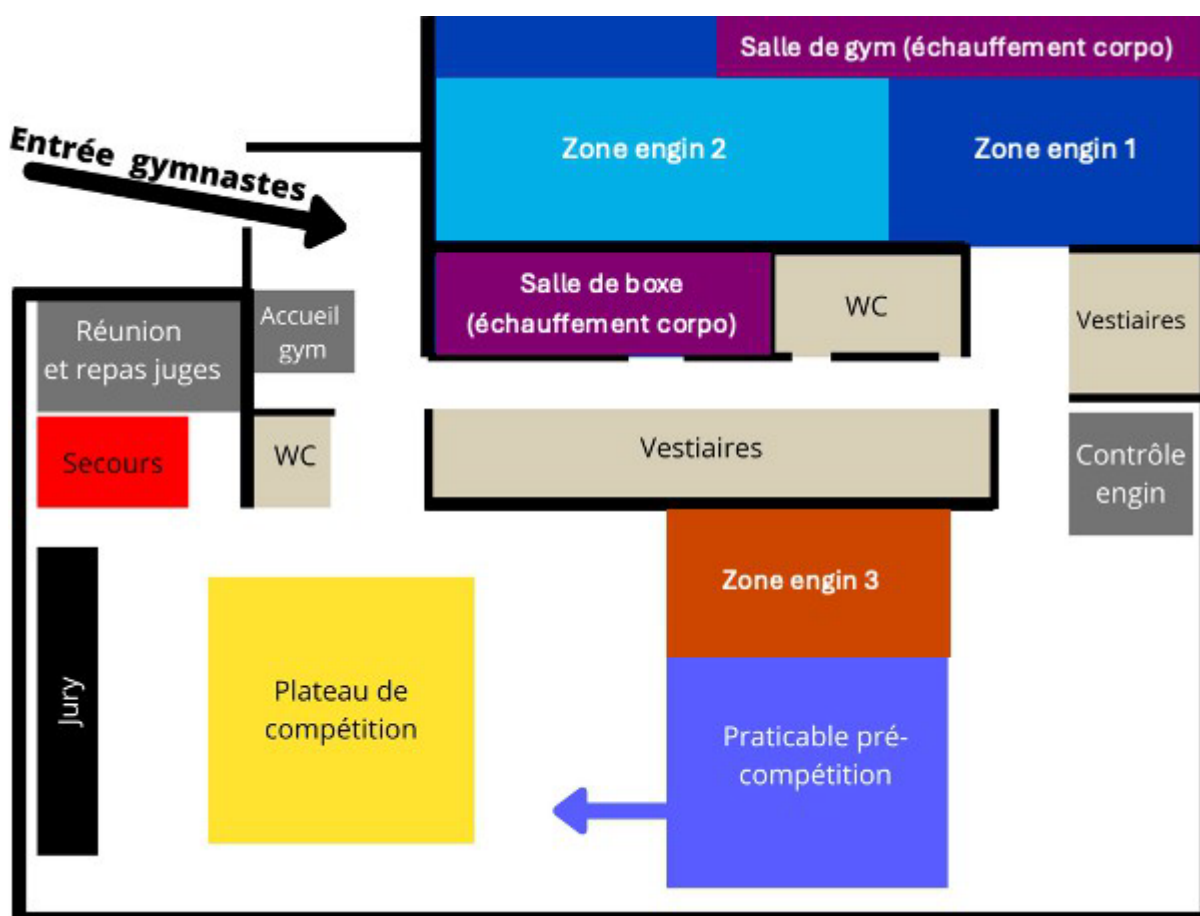 Salle de gym (échauffement corpo)
Entrée gymnastes
Zone engin 2
Zone engin 1
Salle de boxe
(échauffement corpo)
WC
Vestiaires
Réunion
et repas juges
Accueil
gym
Secours
WC
Vestiaires
Contrôle
engin
Zone engin 3
Jury
Plateau de
compétition
Praticable pré-
compétition